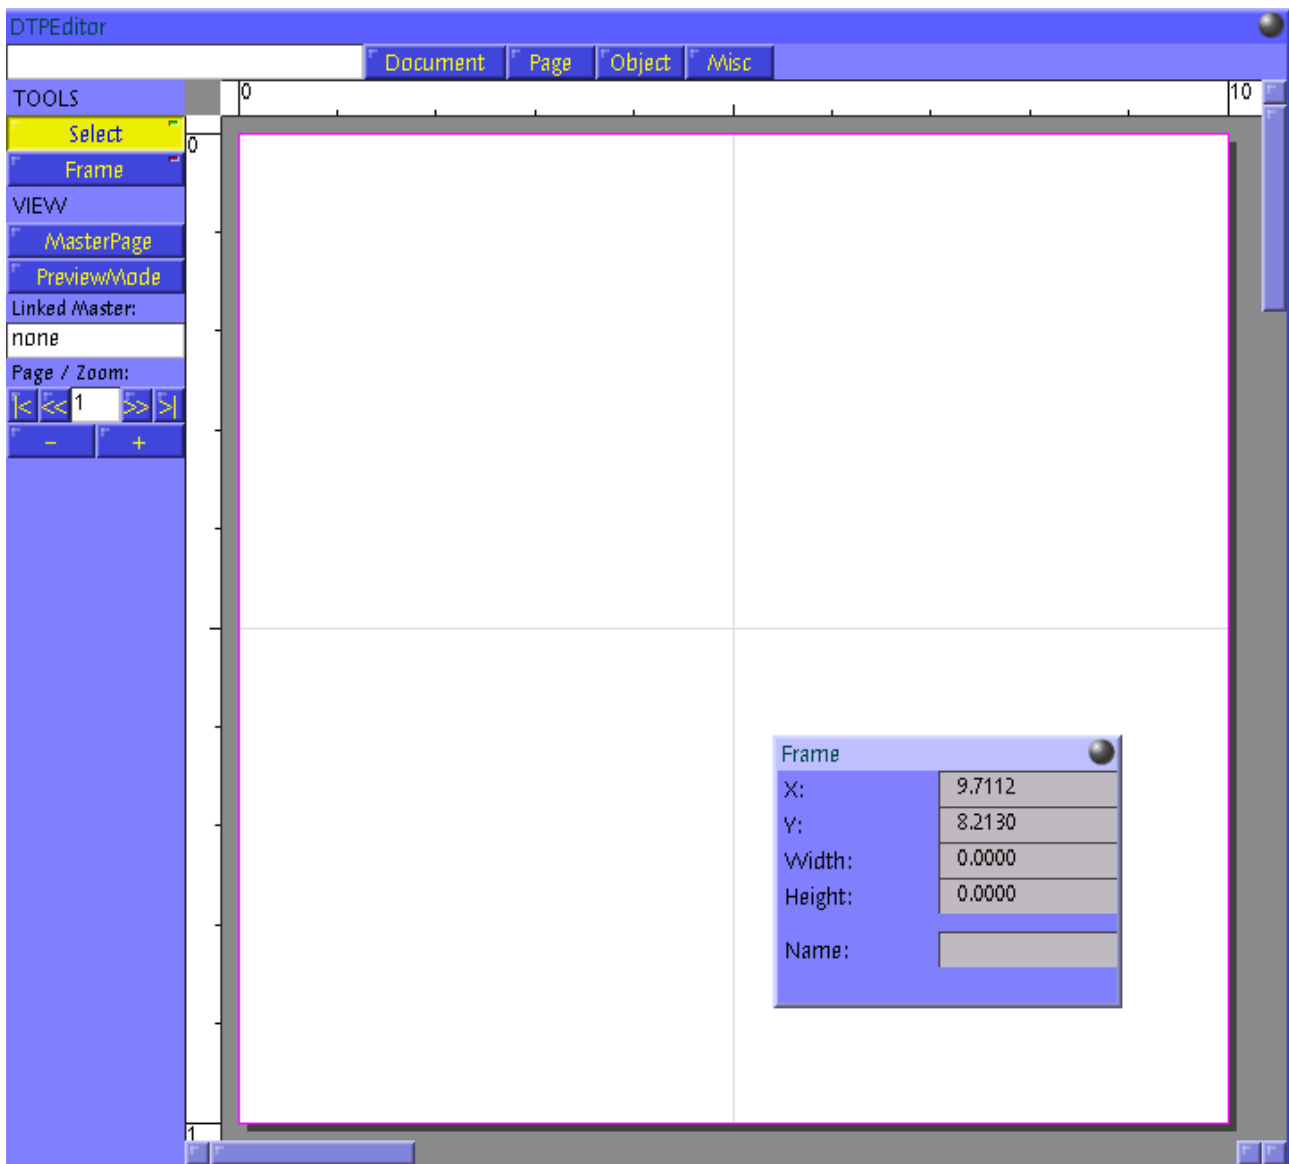 DTPEditor
Document Page Object Misc
TOOLS
0 10
Select
0
Frame
VIEW
MasterPage
PreviewMode
Linked Master:
none
Page / Zoom:
|< << 1 >> >|
- +
Frame
X: 9.7112
Y: 8.2130
Width: 0.0000
Height: 0.0000
Name:
1